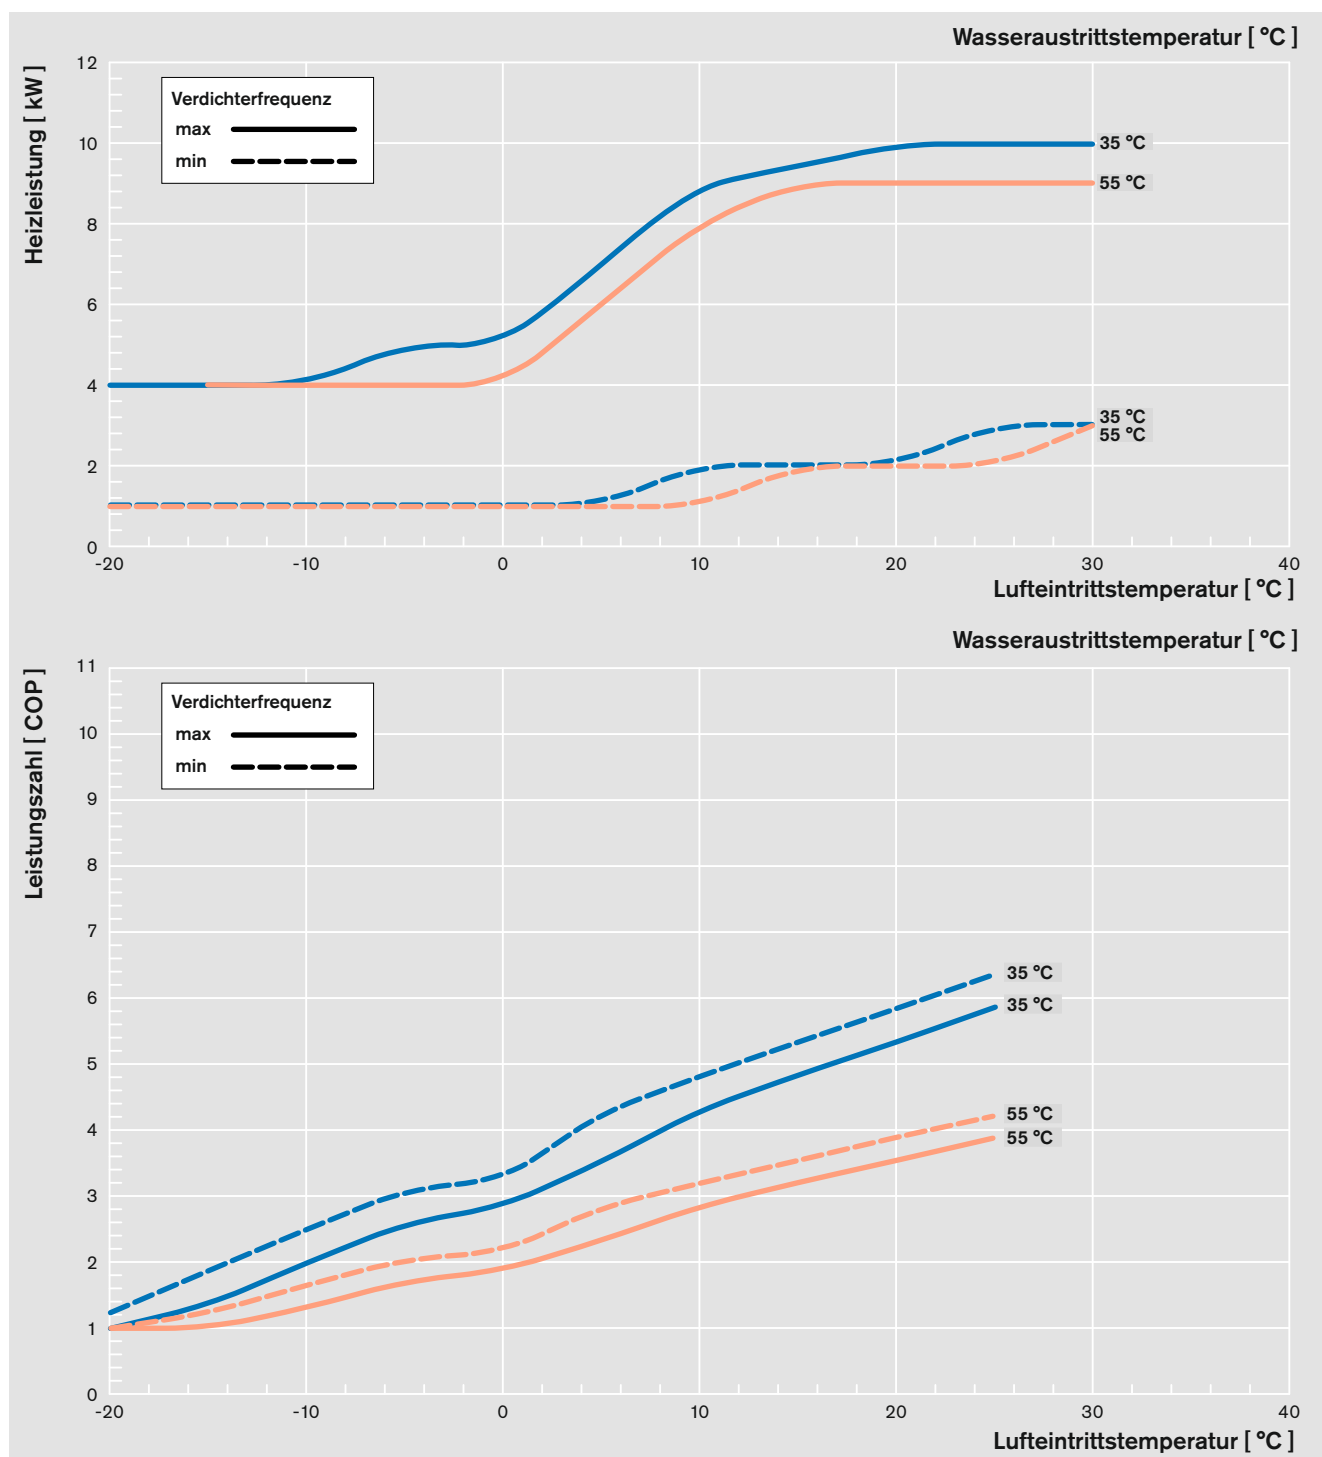 Wasseraustrittstemperatur [ °C ]
Heizleistung [ kW ]
12
10
8
6
4
2
0
Verdichterfrequenz
max
min
35 °C
55 °C
35 °C
55 °C
-20
-10
0
10
20
30
40
Lufteintrittstemperatur [ °C ]
Wasseraustrittstemperatur [ °C ]
Leistungszahl [ COP ]
11
10
9
8
7
6
5
4
3
2
1
0
Verdichterfrequenz
max
min
35 °C
35 °C
55 °C
55 °C
-20
-10
0
10
20
30
40
Lufteintrittstemperatur [ °C ]